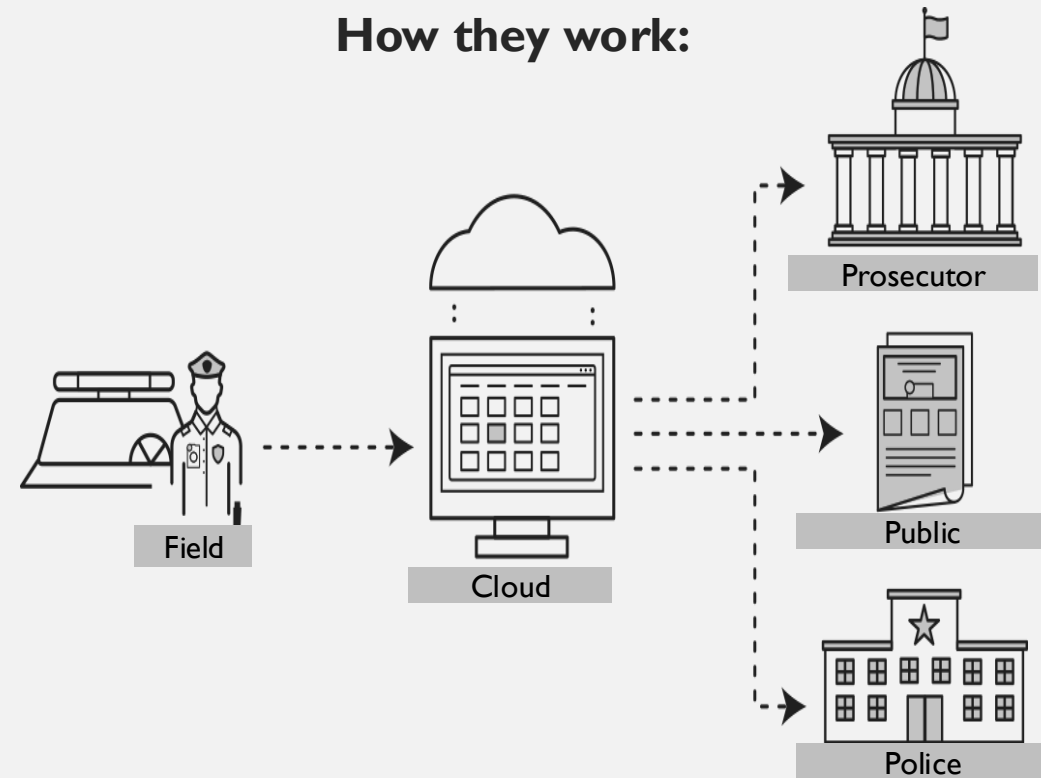 How they work:
Prosecutor
Field
Cloud
Public
Police